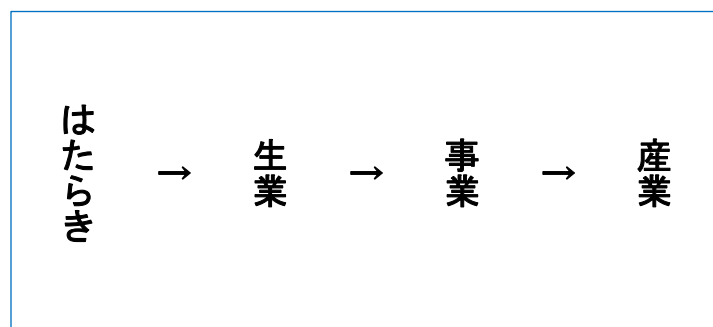 はたらき → 生業 → 事業 → 産業